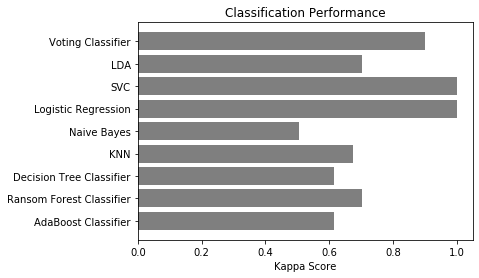 Classification Performance
Voting Classifier
LDA
SVC
Logistic Regression
Naive Bayes
KNN
Decision Tree Classifier
Ransom Forest Classifier
AdaBoost Classifier
0.0 0.2 0.4 0.6 0.8 1.0
Kappa Score